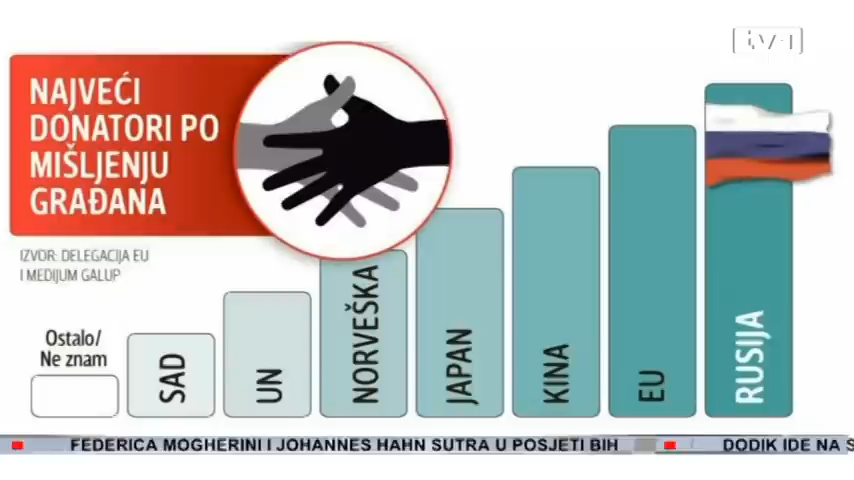 tv1
NAJVEĆI
DONATORI PO
MIŠLJENJU
GRAĐANA
IZVOR: DELEGACIJA EU
I MEDIJUM GALUP
Ostalo/
Ne znam
SAD
UN
NORVEŠKA
JAPAN
KINA
EU
RUSIJA
FEDERICA MOGHERINI I JOHANNES HAHN SUTRA U POSJETI BIH
DODIK IDE NA S